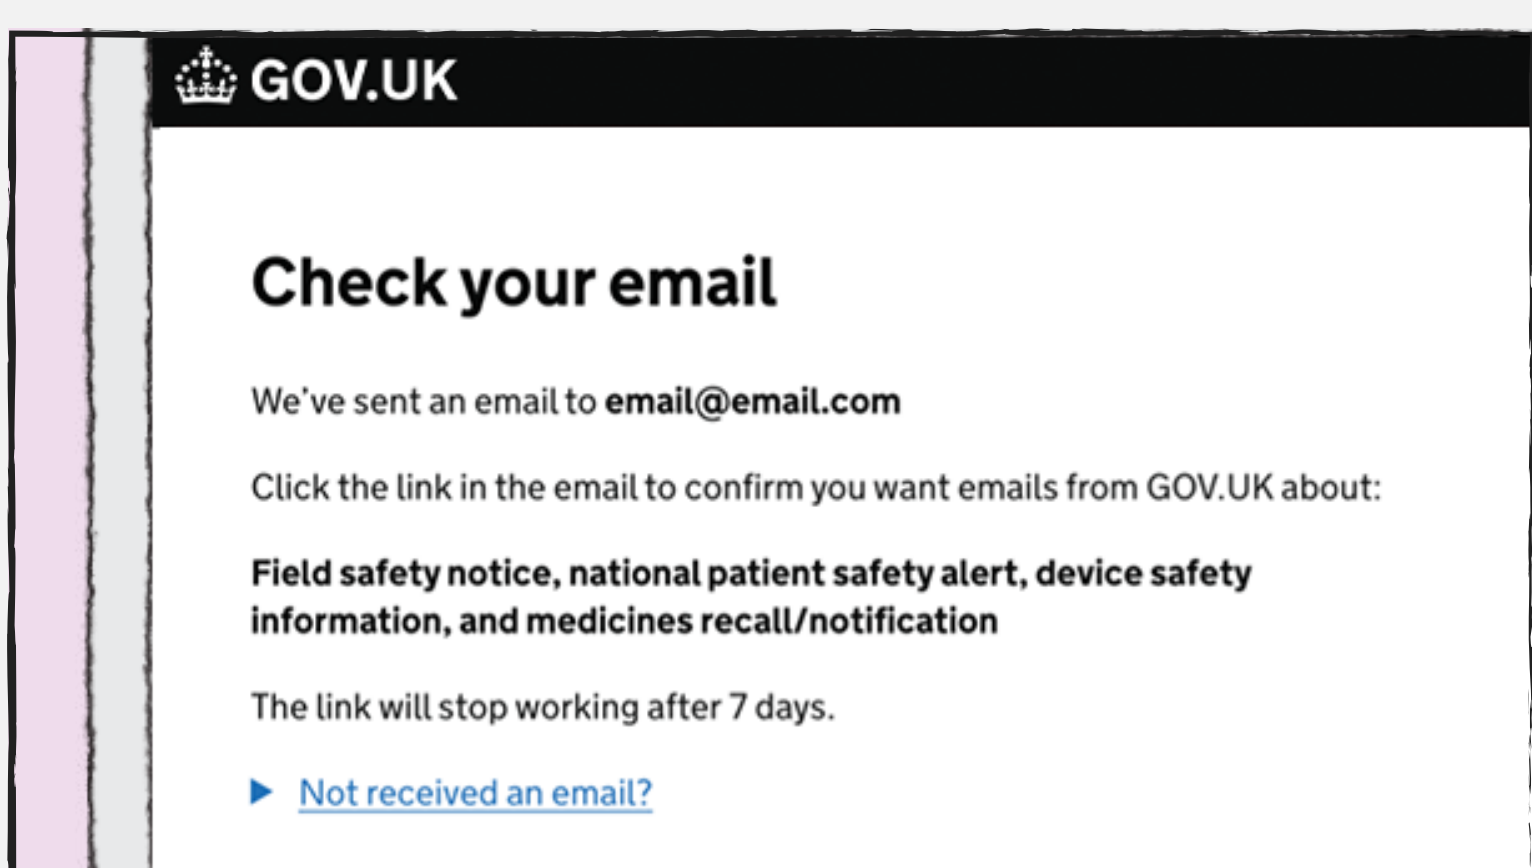 GOV.UK
Check your email
We've sent an email to email@email.com
Click the link in the email to confirm you want emails from GOV.UK about:
Field safety notice, national patient safety alert, device safety
information, and medicines recall/notification
The link will stop working after 7 days.
Not received an email?